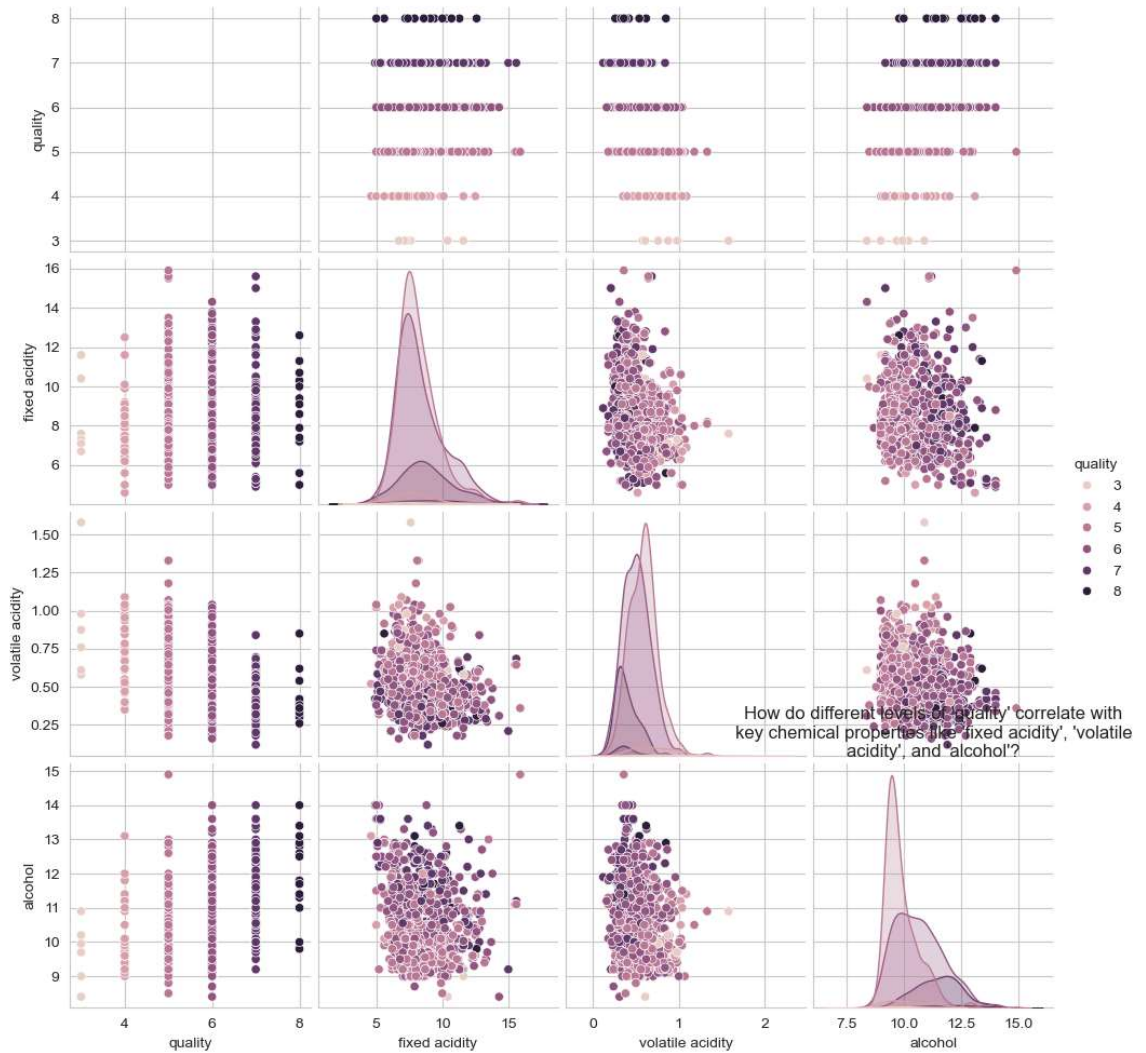 8
7
6
5
4
3
quality
16
14
12
10
8
6
fixed acidity
quality
3
4
5
6
7
8
1.50
1.25
1.00
0.75
0.50
0.25
volatile acidity
How do different levels of 'quality' correlate with
key chemical properties like 'fixed acidity', 'volatile
acidity', and 'alcohol'?
15
14
13
12
11
10
9
alcohol
4 6 8
quality
5 10 15
fixed acidity
0 1 2
volatile acidity
7.5 10.0 12.5 15.0
alcohol